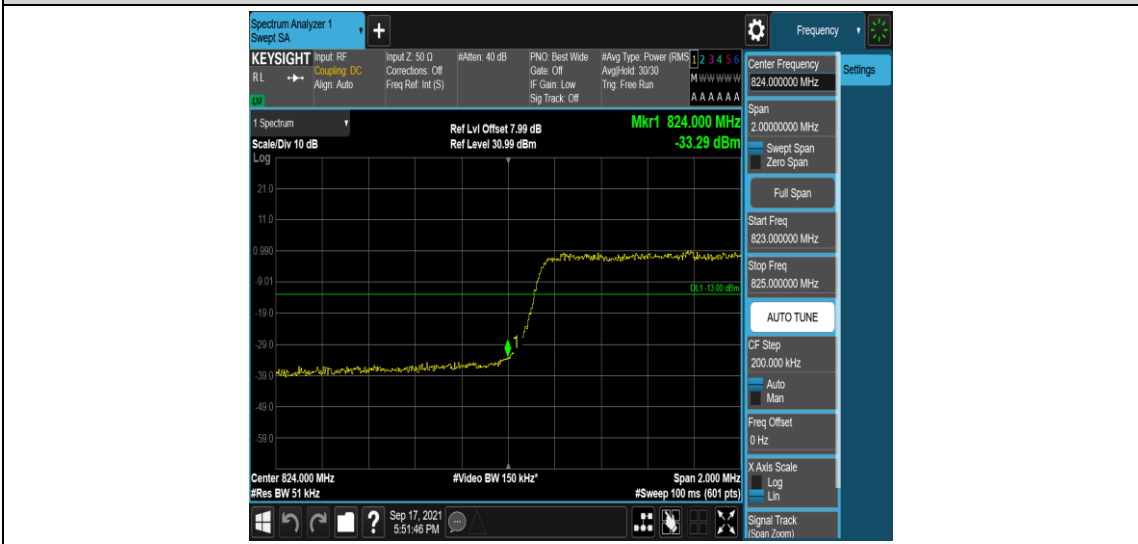 Spectrum Analyzer 1
Swept SA
+
Frequency
KEYSIGHT
RL
LXI
Input: RF
Coupling: DC
Align: Auto
Input Z: 50 Ω
Corrections: Off
Freq Ref: Int (S)
#Atten: 40 dB
PNO: Best Wide
Gate: Off
IF Gain: Low
Sig Track: Off
#Avg Type: Power (RMS
Avg|Hold: 30/30
Trig: Free Run
1 2 3 4 5 6
M W W W W W
A A A A A A
1 Spectrum
Scale/Div 10 dB
Log
Ref Lvl Offset 7.99 dB
Ref Level 30.99 dBm
Mkr1 824.000 MHz
-33.29 dBm
21.0
11.0
0.990
-9.01
-19.0
-29.0
-39.0
-49.0
-59.0
DL1 -13.00 dBm
1
Center 824.000 MHz
#Video BW 150 kHz*
Span 2.000 MHz
#Res BW 51 kHz
#Sweep 100 ms (601 pts)
?
Sep 17, 2021
5:51:46 PM
Center Frequency
824.000000 MHz
Settings
Span
2.00000000 MHz
Swept Span
Zero Span
Full Span
Start Freq
823.000000 MHz
Stop Freq
825.000000 MHz
AUTO TUNE
CF Step
200.000 kHz
Auto
Man
Freq Offset
0 Hz
X Axis Scale
Log
Lin
Signal Track
(Span Zoom)